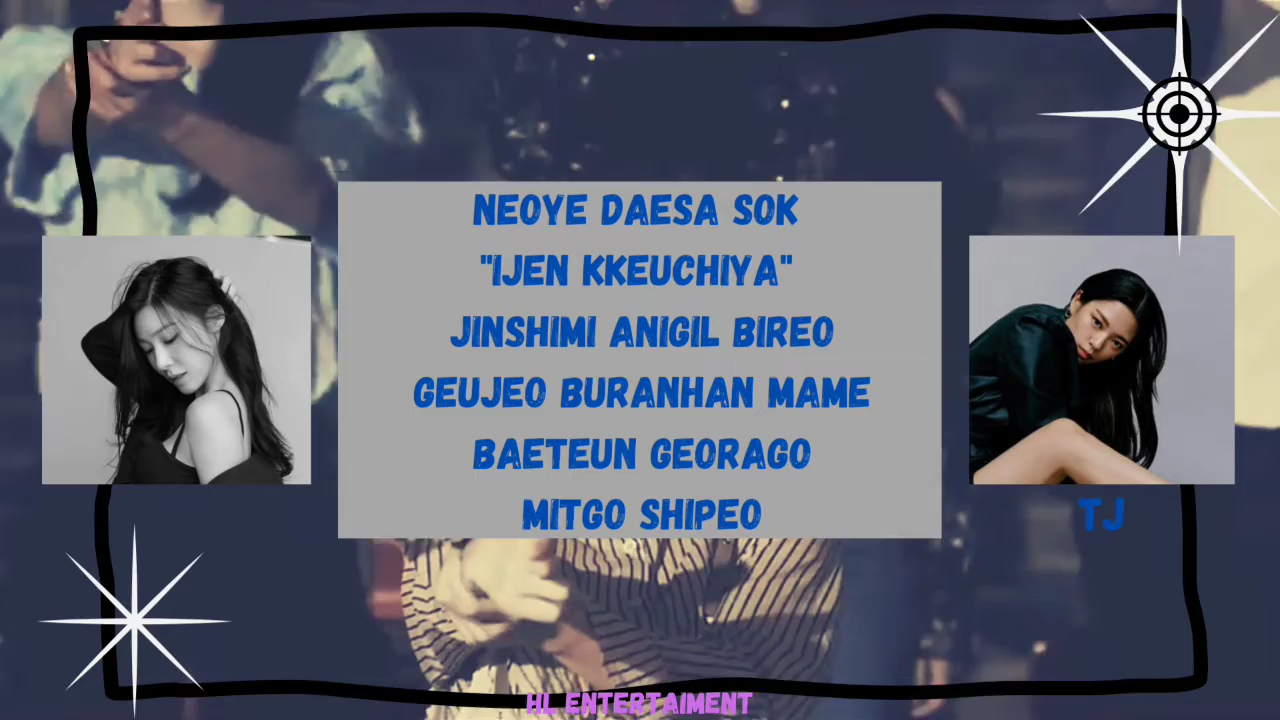 NEOYE DAESA SOK
"IJEN KKEUCHIYA"
JINSHIMI ANIGIL BIREO
GEUJEO BURANHAN MAME
BAETEUN GEORAGO
MITGO SHIPEO
TJ
HL ENTERTAIMENT